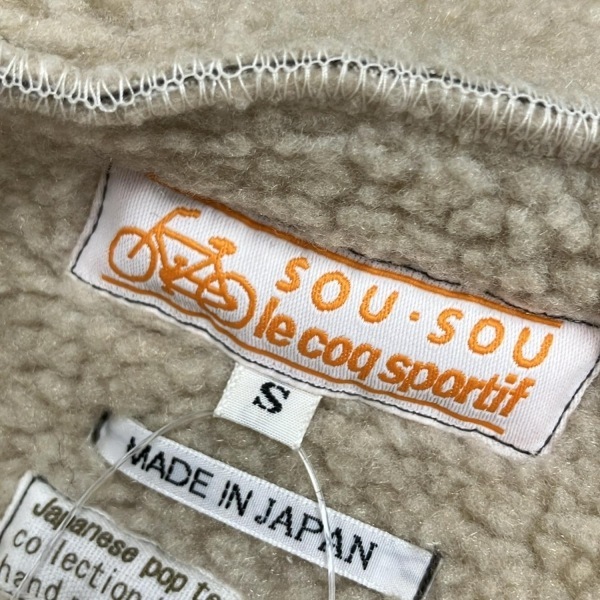 SOU・SOU
le coq sportif
S
MADE IN JAPAN
Japanese pop
collection
hand